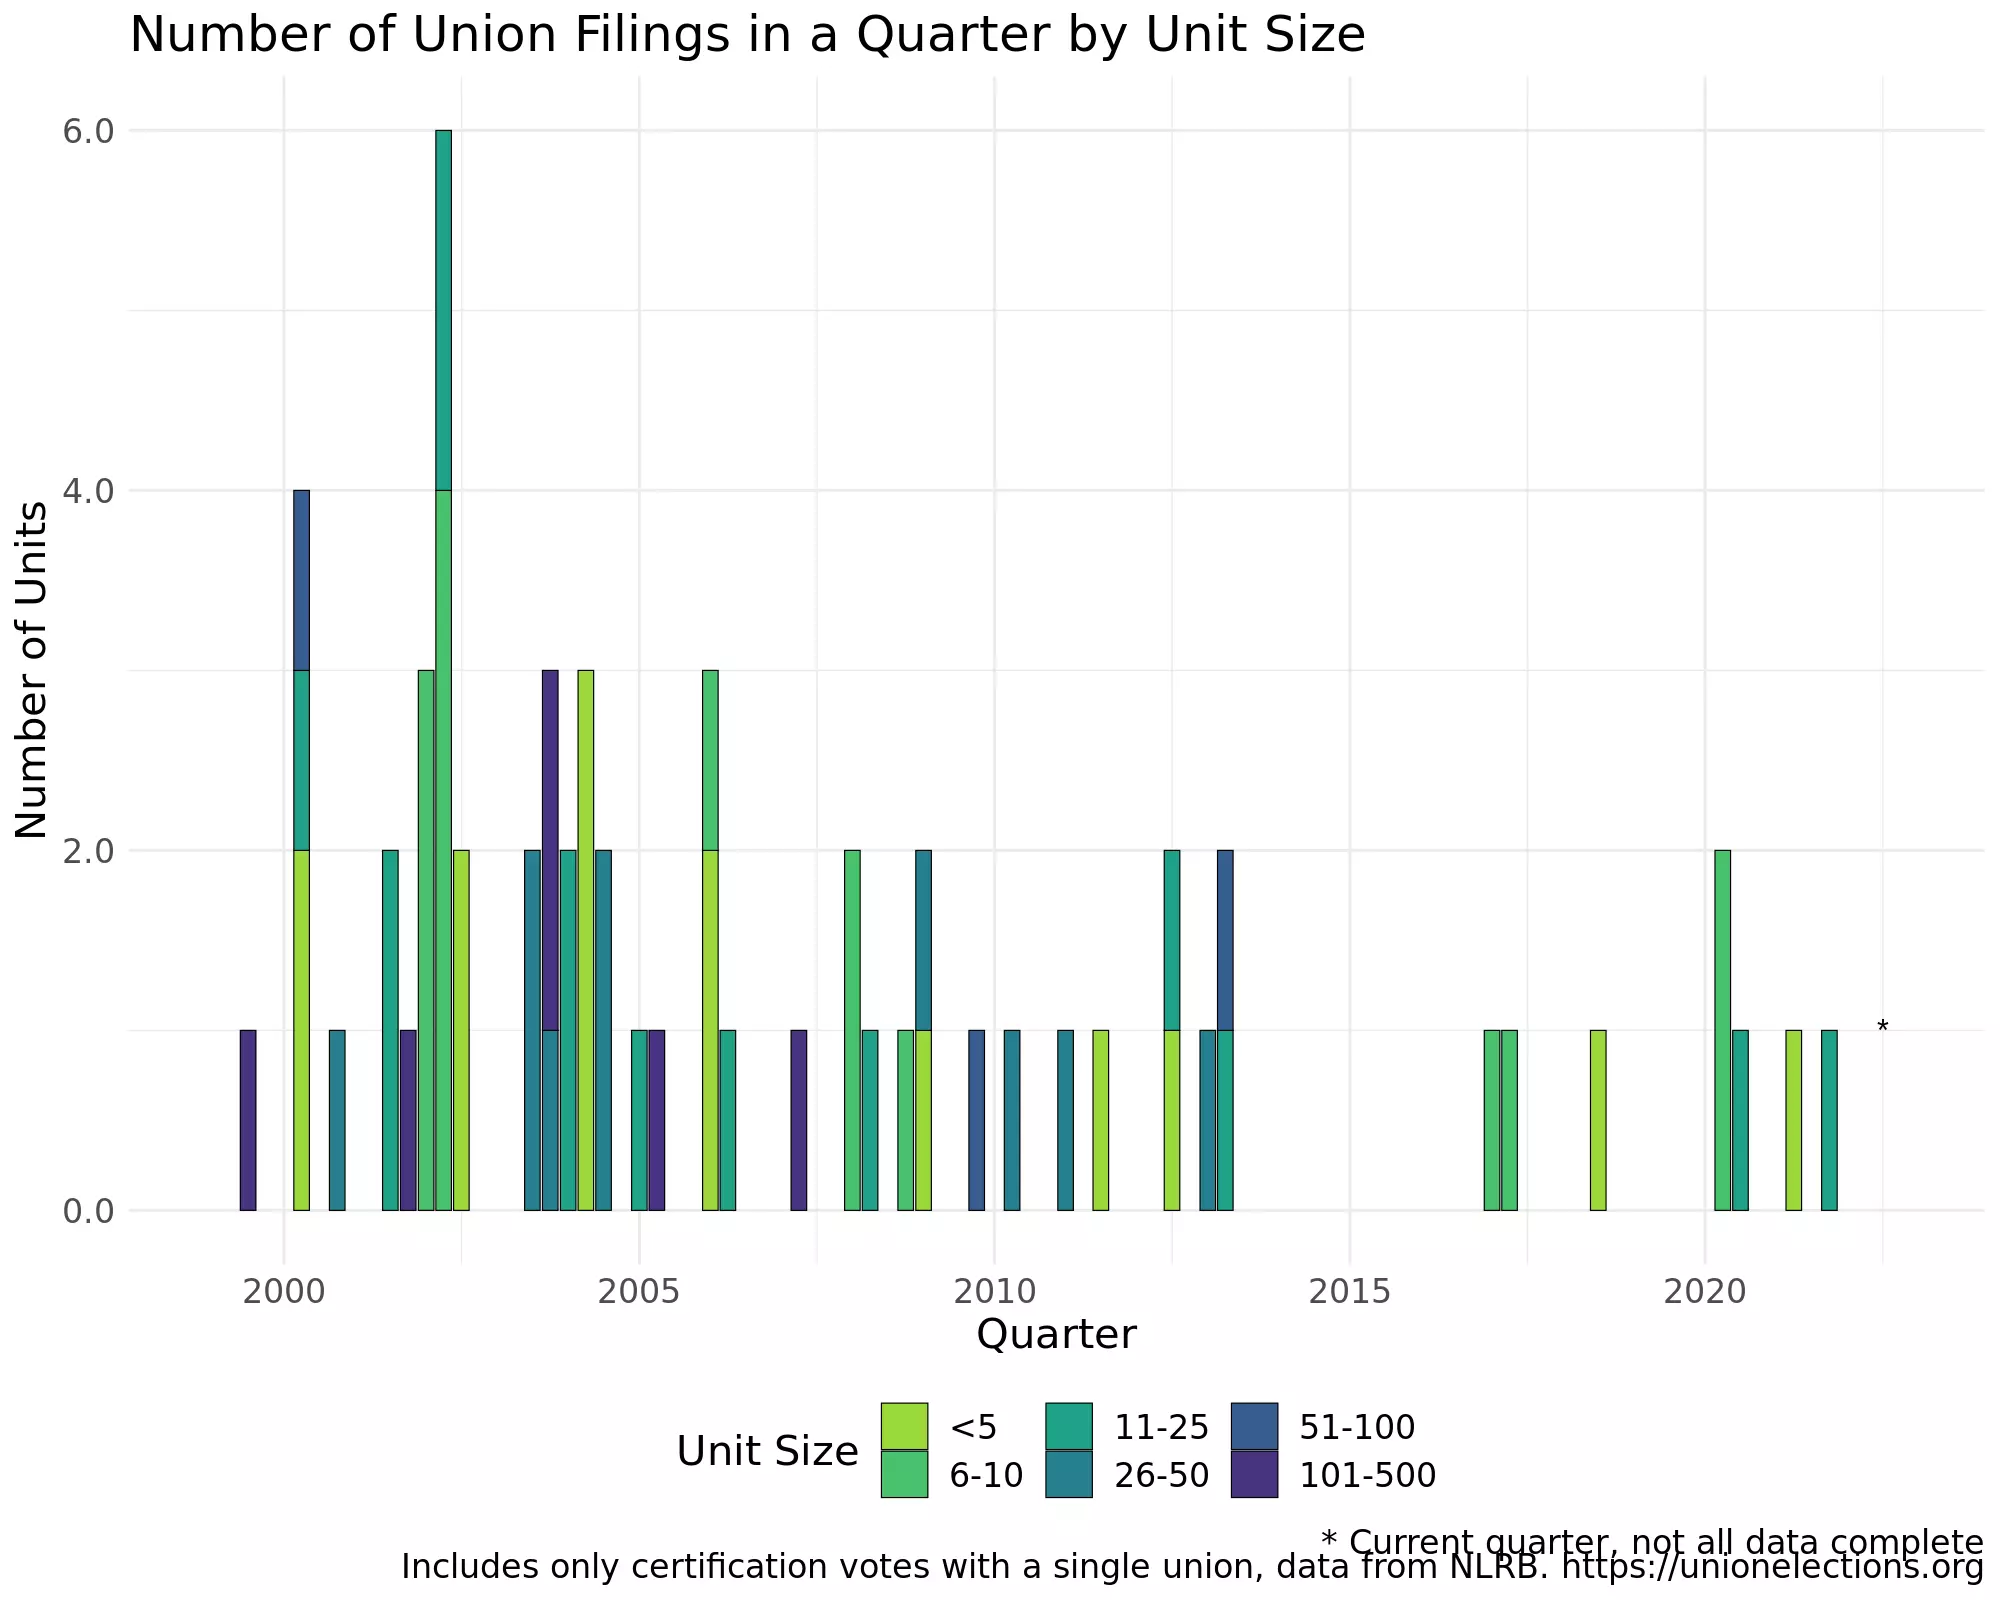 Number of Union Filings in a Quarter by Unit Size
Number of Units
6.0
4.0
2.0
0.0
*
2000 2005 2010 2015 2020
Quarter
Unit Size
<5 11-25 51-100
6-10 26-50 101-500
* Current quarter, not all data complete
Includes only certification votes with a single union, data from NLRB. https://unionelections.org